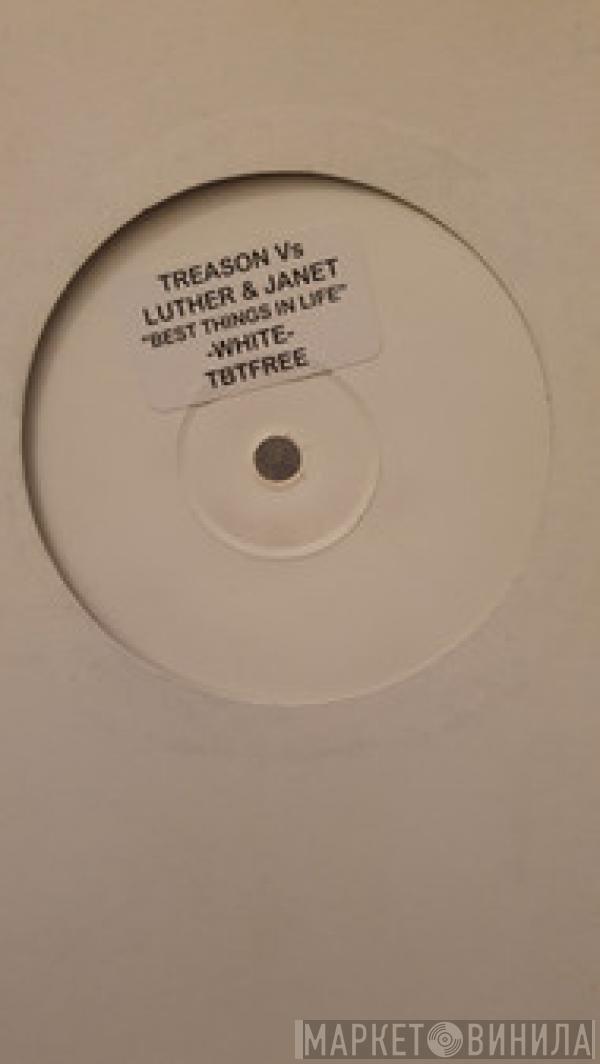 TREASON Vs
LUTHER & JANET
"BEST THINGS IN LIFE"
-WHITE-
TBTFREE
МАРКЕТ ВИНИЛА